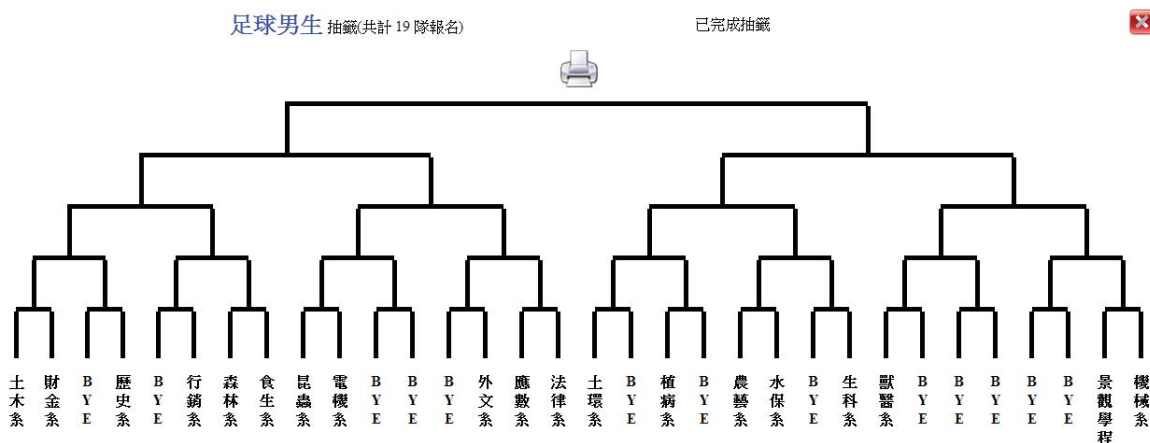 足球男生 抽籤(共計 19 隊報名)
已完成抽籤
土木系
財金系
BYE
歷史系
BYE
行銷系
森林系
食生系
昆蟲系
電機系
BYE
BYE
BYE
外文系
應數系
法律系
土環系
BYE
植病系
BYE
農藝系
水保系
BYE
生科系
獸醫系
BYE
BYE
BYE
BYE
BYE
景觀學程
機械系